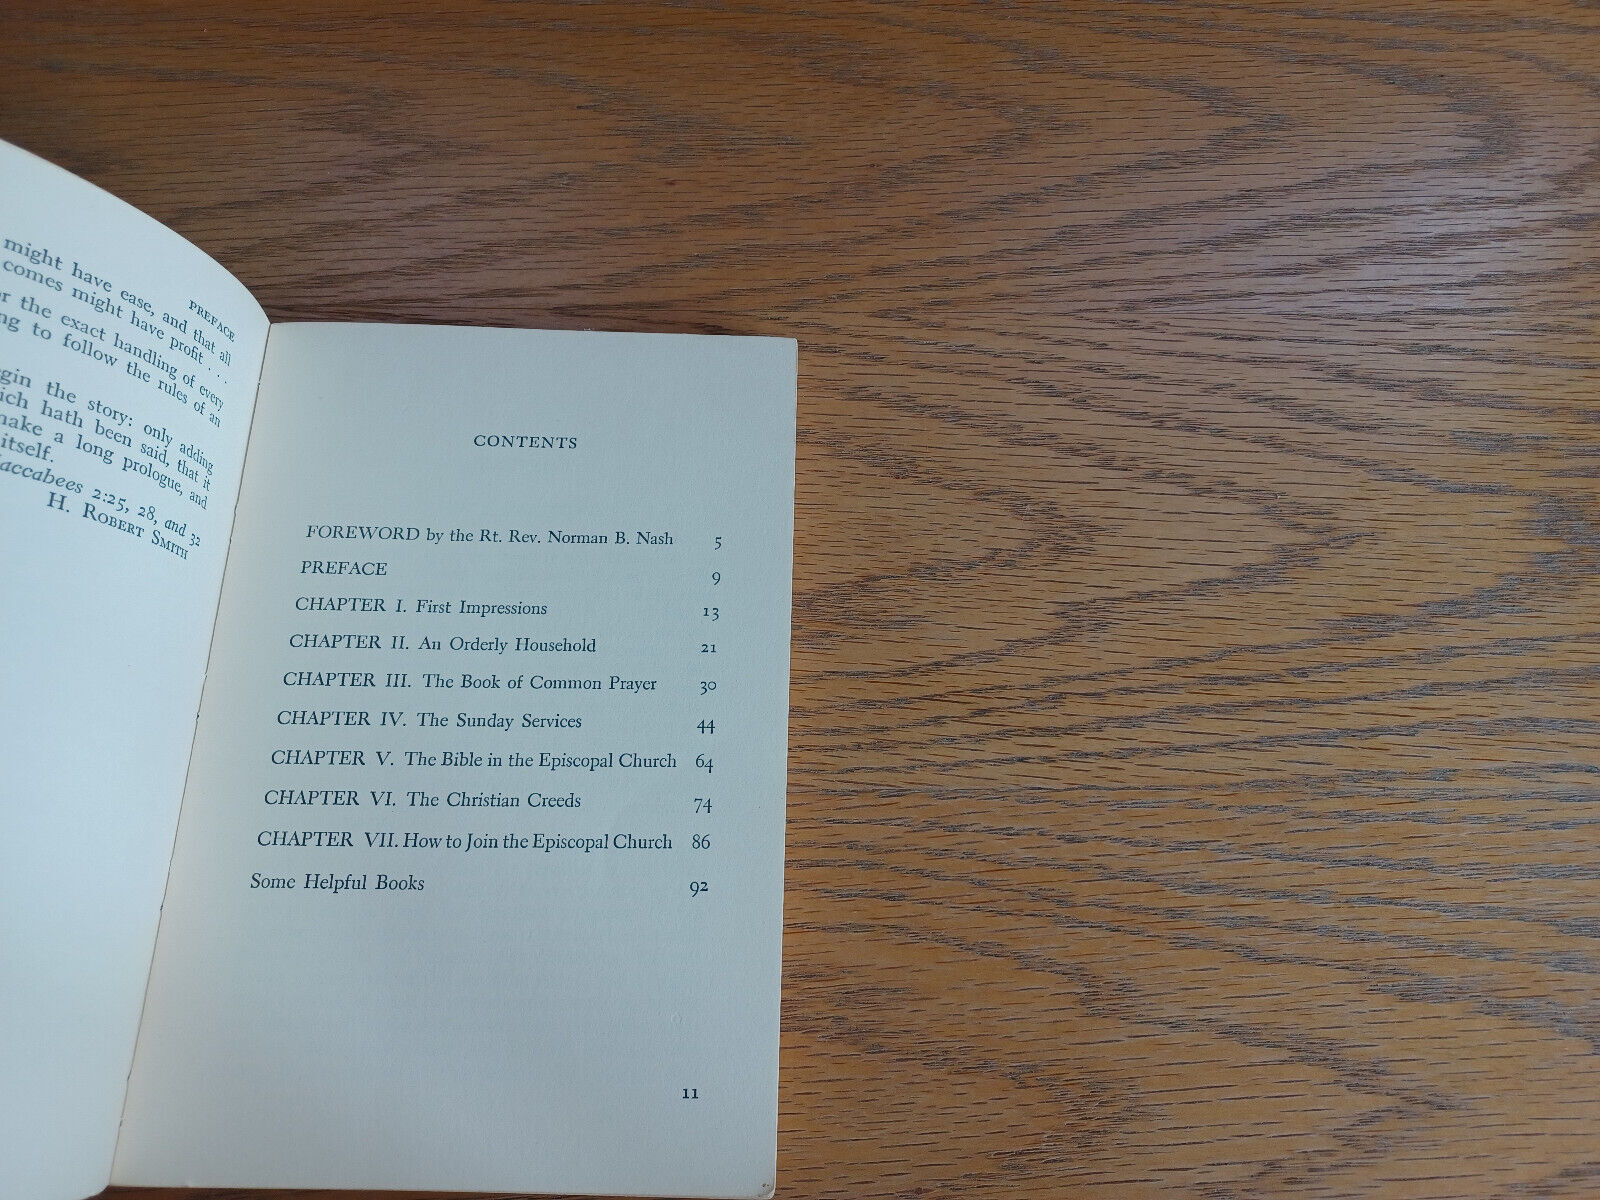 PREFACE
might have ease, and that all
comes might have profit . . .
the exact handling of every
to follow the rules of an
the story: only adding
hath been said, that it
make a long prologue, and
itself.
2:25, 28, and 32
H. ROBERT SMITH
CONTENTS
FOREWORD by the Rt. Rev. Norman B. Nash 5
PREFACE 9
CHAPTER I. First Impressions 13
CHAPTER II. An Orderly Household 21
CHAPTER III. The Book of Common Prayer 30
CHAPTER IV. The Sunday Services 44
CHAPTER V. The Bible in the Episcopal Church 64
CHAPTER VI. The Christian Creeds 74
CHAPTER VII. How to Join the Episcopal Church 86
Some Helpful Books 92
11